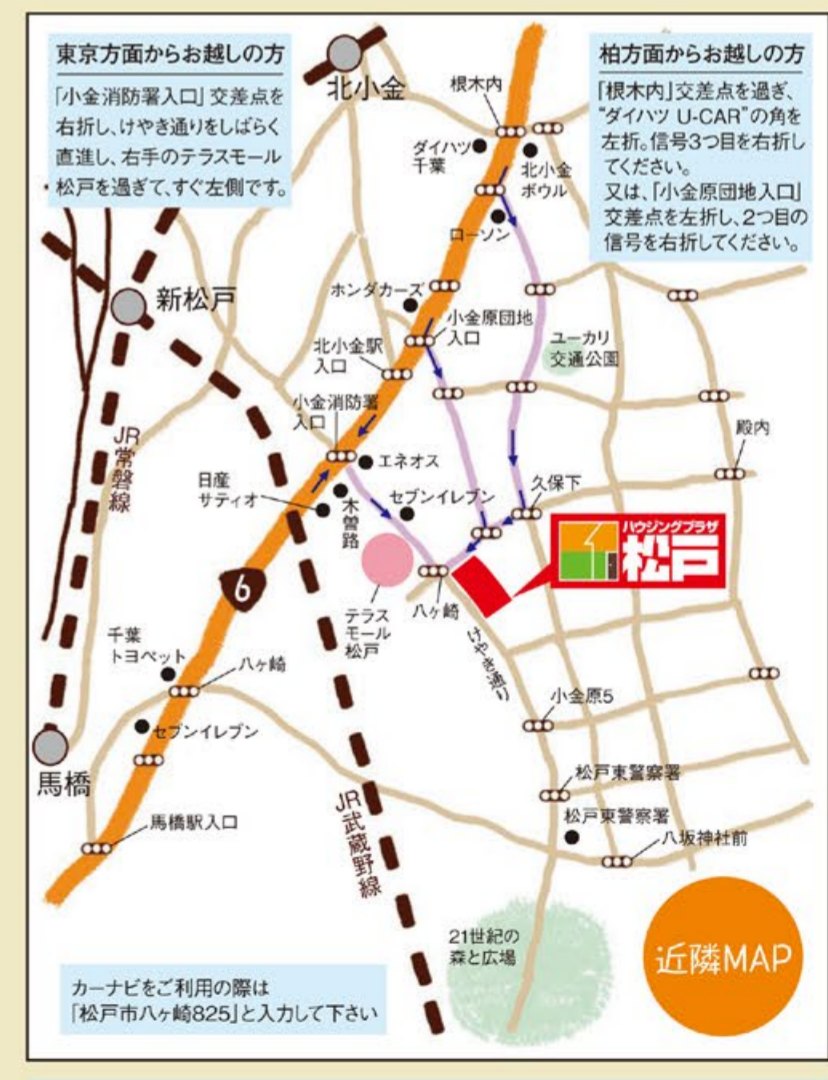 東京方面からお越しの方
「小金消防署入口」交差点を
右折し、けやき通りをしばらく
直進し、右手のテラスモール
松戸を過ぎて、すぐ左側です。
柏方面からお越しの方
「根木内」交差点を過ぎ、
“ダイハツ U-CAR”の角を
左折。信号3つ目を右折し
てください。
又は、「小金原団地入口」
交差点を左折し、2つ目の
信号を右折してください。
北小金
根木内
ダイハツ
千葉
北小金
ボウル
ローソン
新松戸
ホンダカーズ
小金原団地
入口
北小金駅
入口
ユーカリ
交通公園
小金消防署
入口
殿内
JR常磐線
エネオス
日産
サティオ
木曽路
セブンイレブン
久保下
ハウジングプラザ
松戸
6
テラス
モール
松戸
八ヶ崎
けやき通り
千葉
トヨペット
八ヶ崎
小金原5
セブンイレブン
馬橋
松戸東警察署
松戸東警察署
馬橋駅入口
八坂神社前
JR武蔵野線
21世紀の
森と広場
近隣MAP
カーナビをご利用の際は
「松戸市八ヶ崎825」と入力して下さい